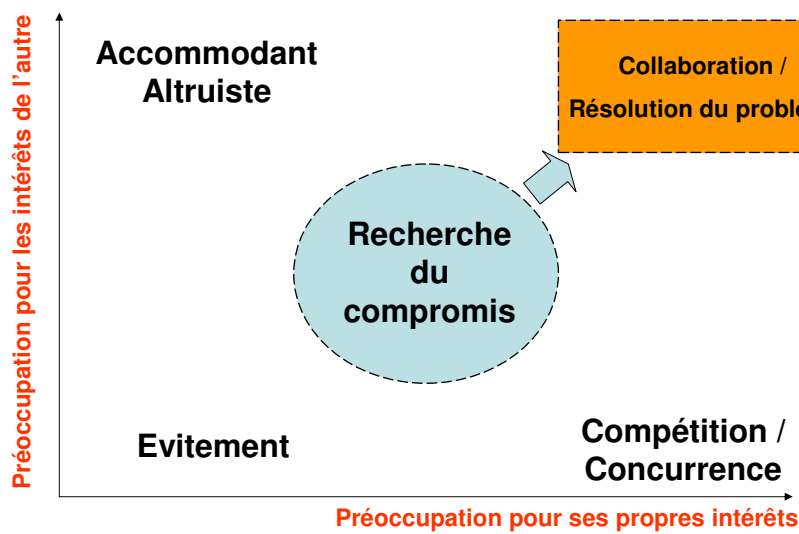 Préoccupation pour les intérêts de l'autre
Accommodant
Altruiste
Collaboration /
Résolution du problè
Recherche
du
compromis
Evitement
Compétition /
Concurrence
Préoccupation pour ses propres intérêts